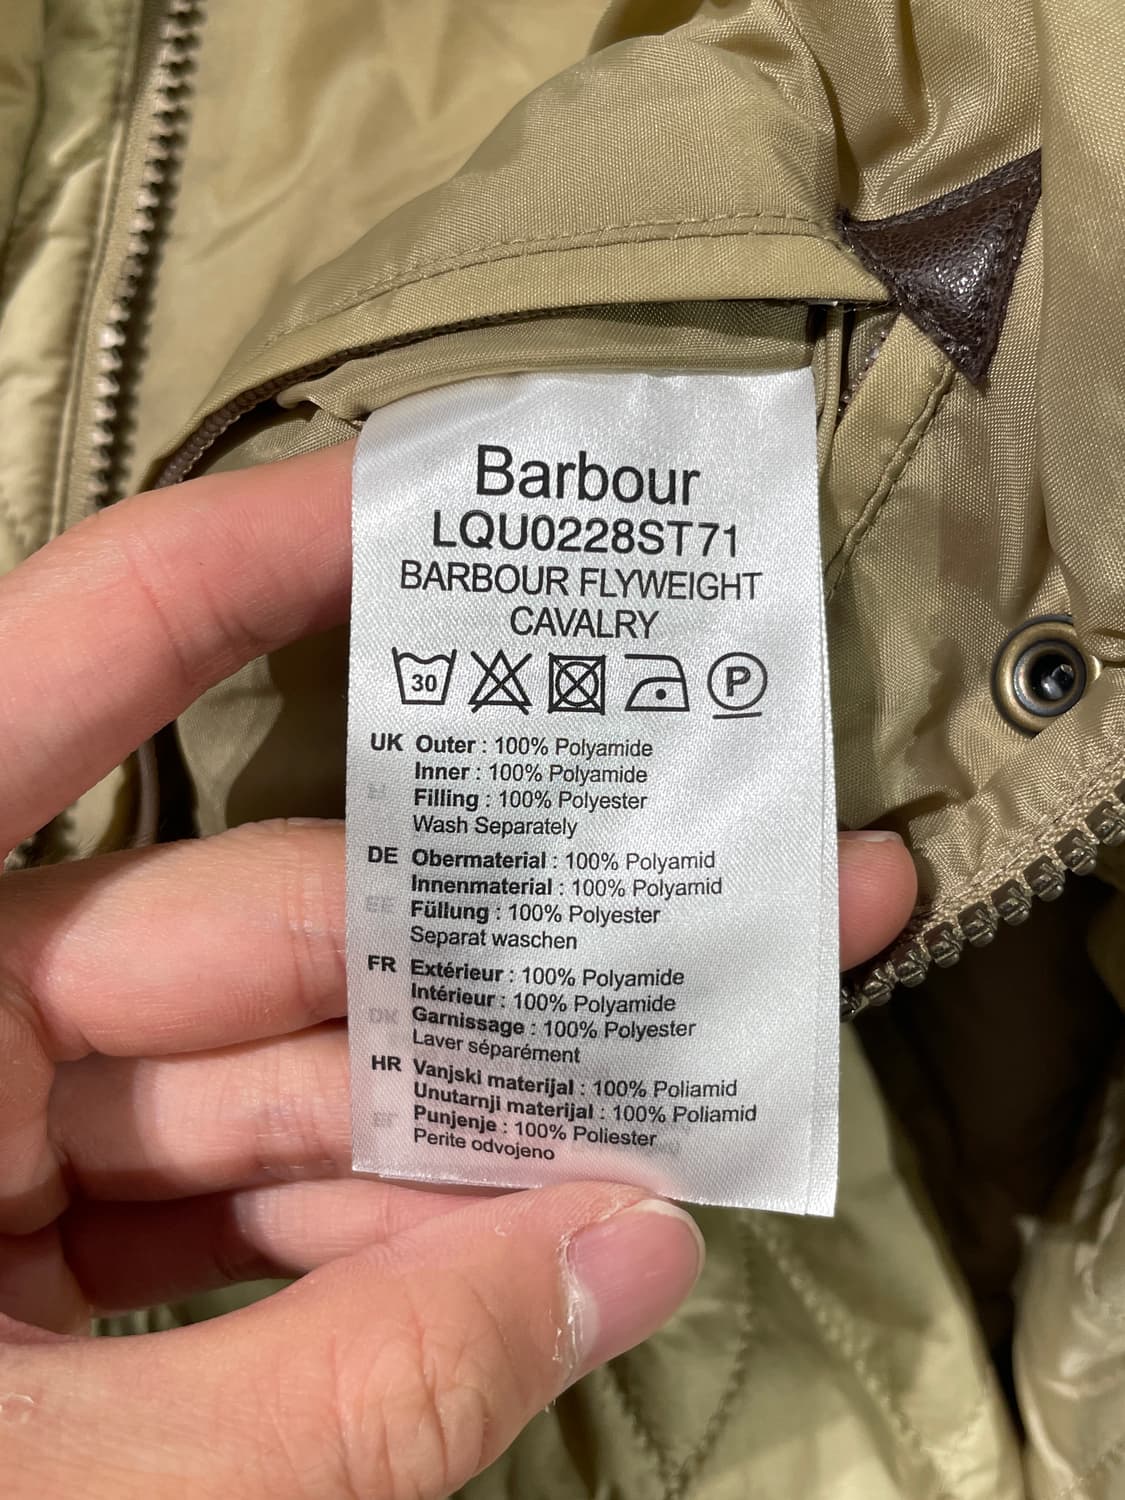 Barbour
LQU0228ST71
BARBOUR FLYWEIGHT
CAVALRY
30
P
UK Outer : 100% Polyamide
Inner : 100% Polyamide
Filling : 100% Polyester
Wash Separately
DE Obermaterial : 100% Polyamid
Innenmaterial : 100% Polyamid
Füllung : 100% Polyester
Separat waschen
FR Extérieur : 100% Polyamide
Intérieur : 100% Polyamide
Garnissage : 100% Polyester
Laver séparément
HR Vanjski materijal : 100% Poliamid
Unutarnji materijal : 100% Poliamid
Punjenje : 100% Poliester
Perite odvojeno